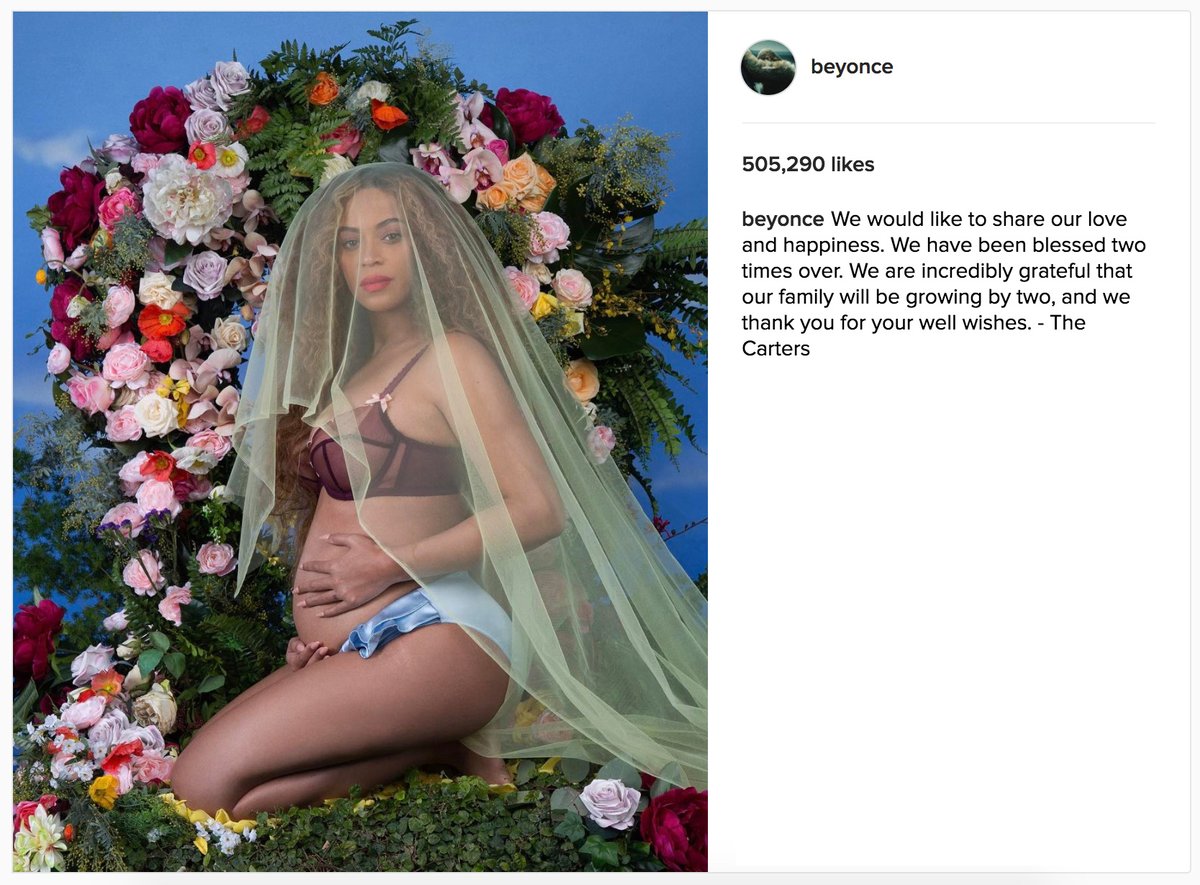 beyonce
505,290 likes
beyonce We would like to share our love
and happiness. We have been blessed two
times over. We are incredibly grateful that
our family will be growing by two, and we
thank you for your well wishes. - The
Carters